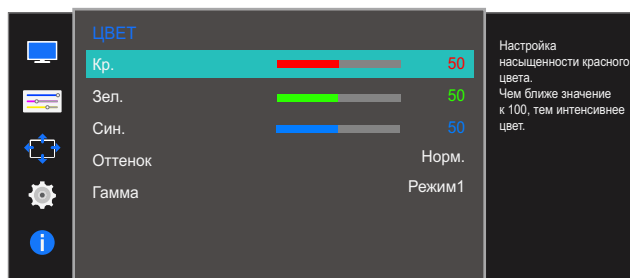 ЦВЕТ
Кр. 50
Зел. 50
Син. 50
Оттенок Норм.
Гамма Режим1
Настройка
насыщенности красного
цвета.
Чем ближе значение
к 100, тем интенсивнее
цвет.